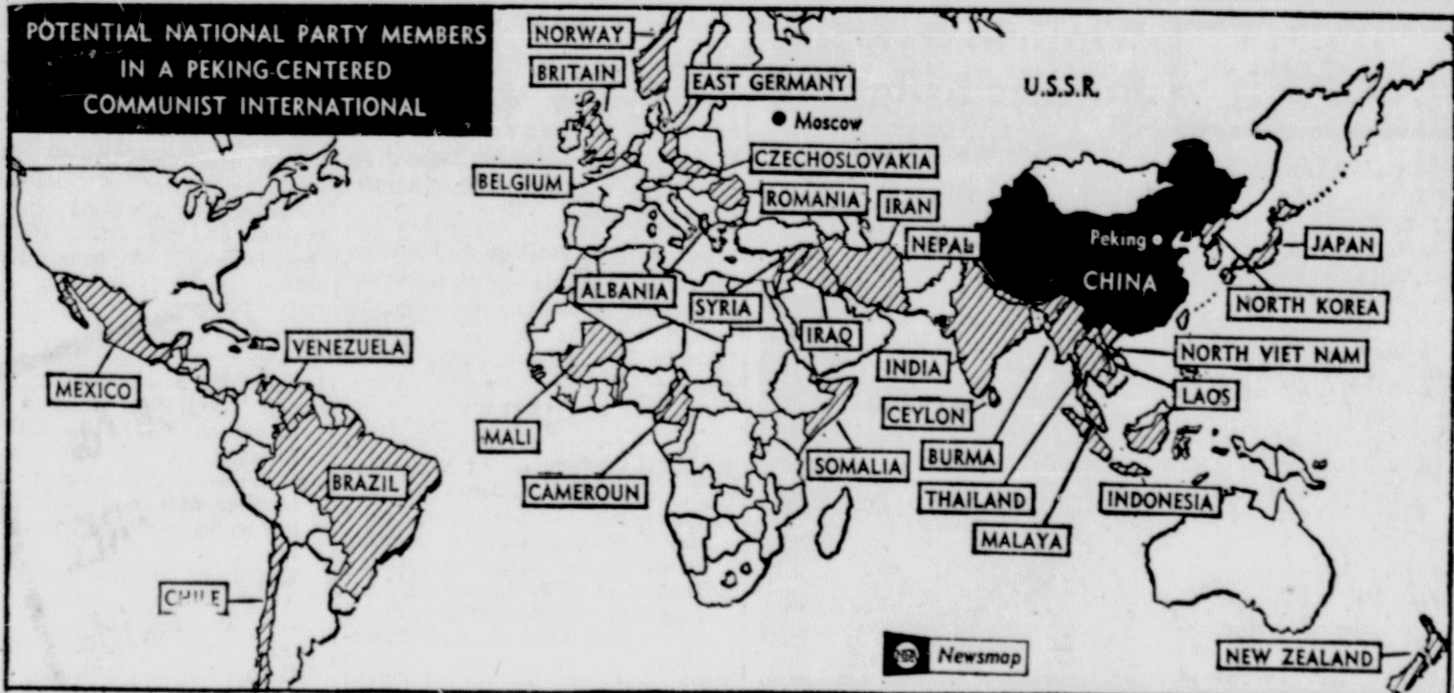 POTENTIAL NATIONAL PARTY MEMBERS
IN A PEKING-CENTERED
COMMUNIST INTERNATIONAL
NORWAY
BRITAIN
EAST GERMANY
U.S.S.R.
Moscow
CZECHOSLOVAKIA
BELGIUM
ROMANIA
IRAN
NEPAL
Peking
JAPAN
CHINA
ALBANIA
SYRIA
NORTH KOREA
IRAQ
VENEZUELA
NORTH VIET NAM
INDIA
MEXICO
LAOS
CEYLON
MALI
BURMA
SOMALIA
BRAZIL
CAMEROUN
THAILAND
INDONESIA
MALAYA
CHILE
Newsmap
NEW ZEALAND